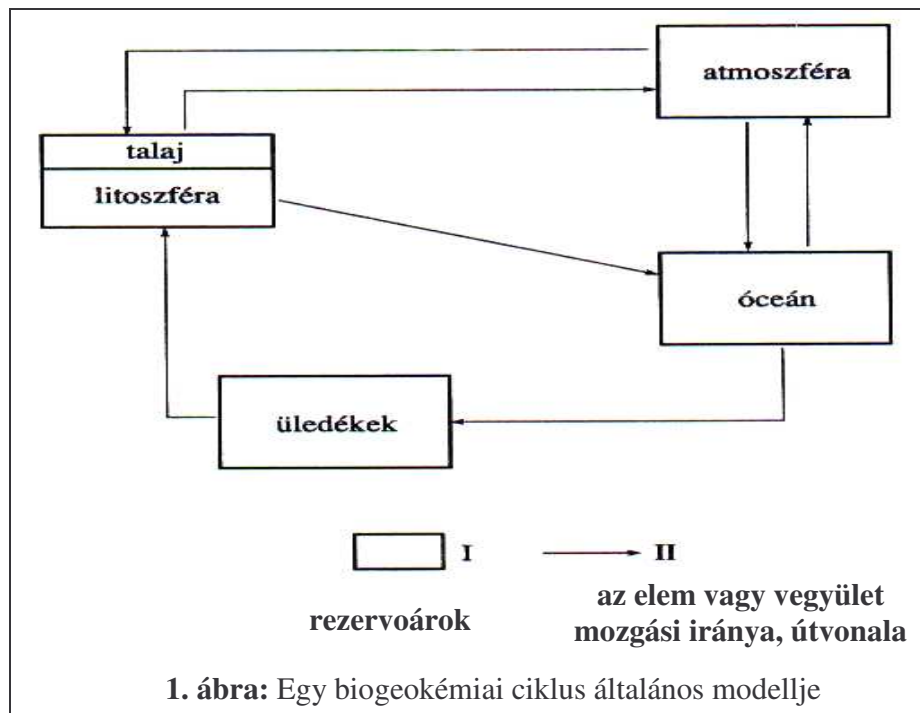 atmoszféra
talaj
litoszféra
óceán
üledékek
I
II
rezervoárok
az elem vagy vegyület
mozgási iránya, útvonala
1. ábra: Egy biogeokémiai ciklus általános modellje